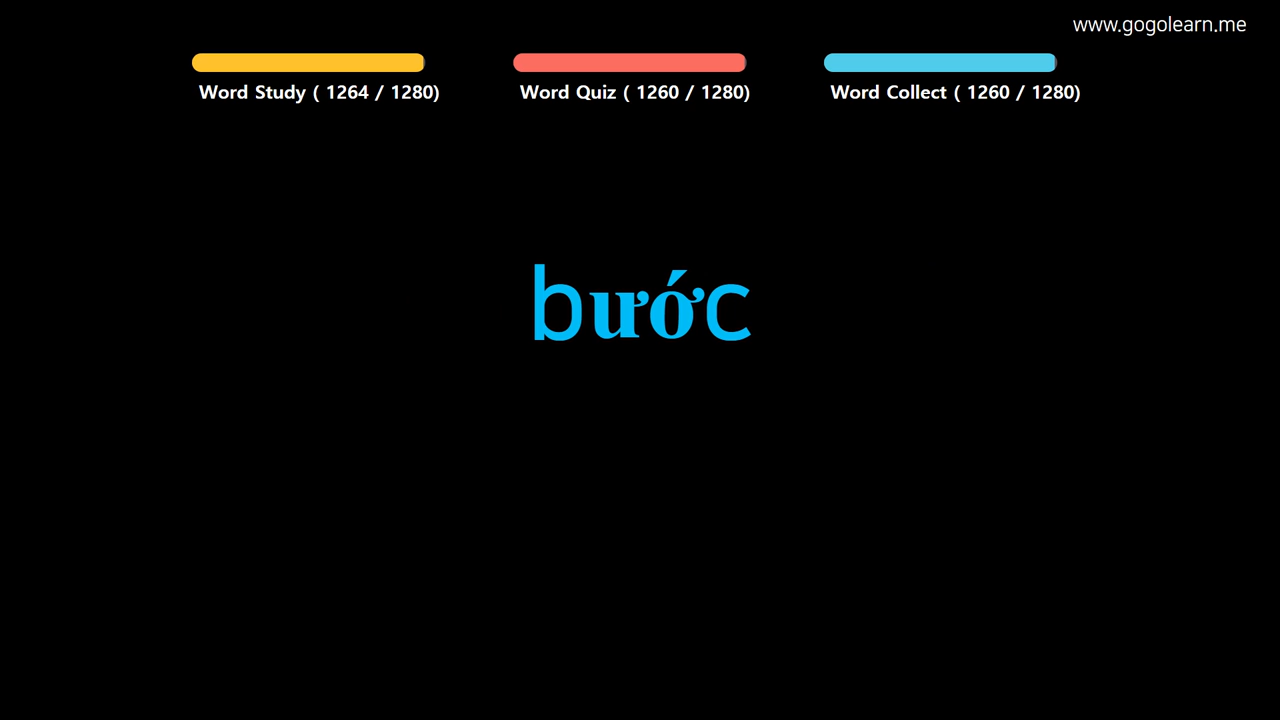 www.gogolearn.me
Word Study ( 1264 / 1280)
Word Quiz ( 1260 / 1280)
Word Collect ( 1260 / 1280)
bước